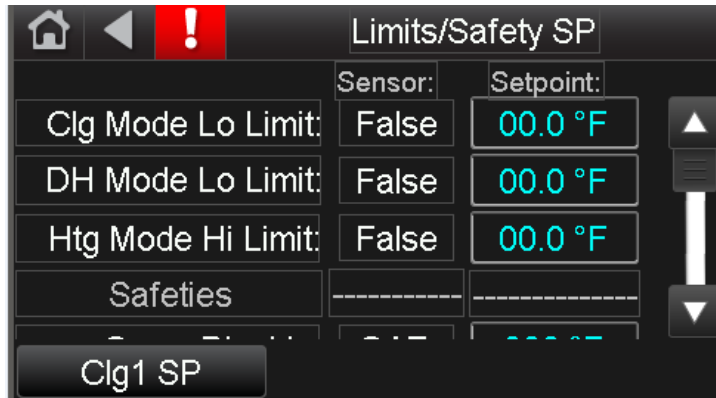 Limits/Safety SP
Sensor: Setpoint:
Clg Mode Lo Limit: False 00.0 °F
DH Mode Lo Limit: False 00.0 °F
Htg Mode Hi Limit: False 00.0 °F
Safeties ----------- --------------
Clg1 SP